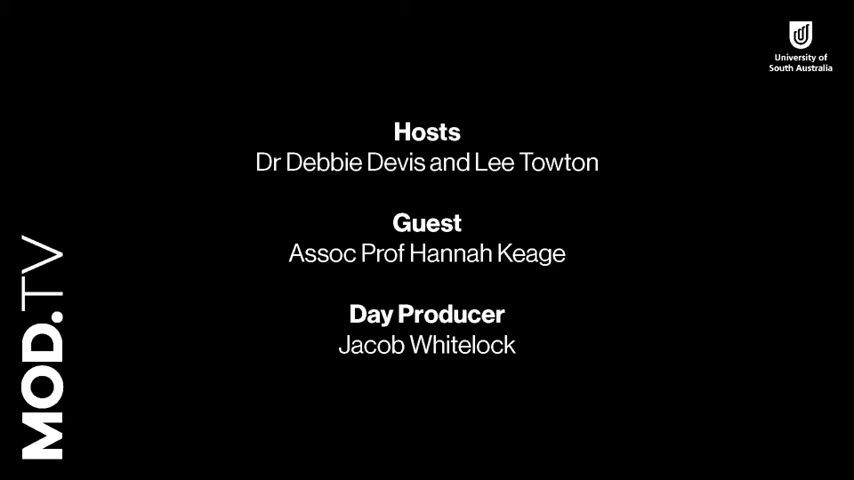 University of
South Australia
Hosts
Dr Debbie Devis and Lee Towton
Guest
Assoc Prof Hannah Keage
Day Producer
Jacob Whitelock
MOD.TV